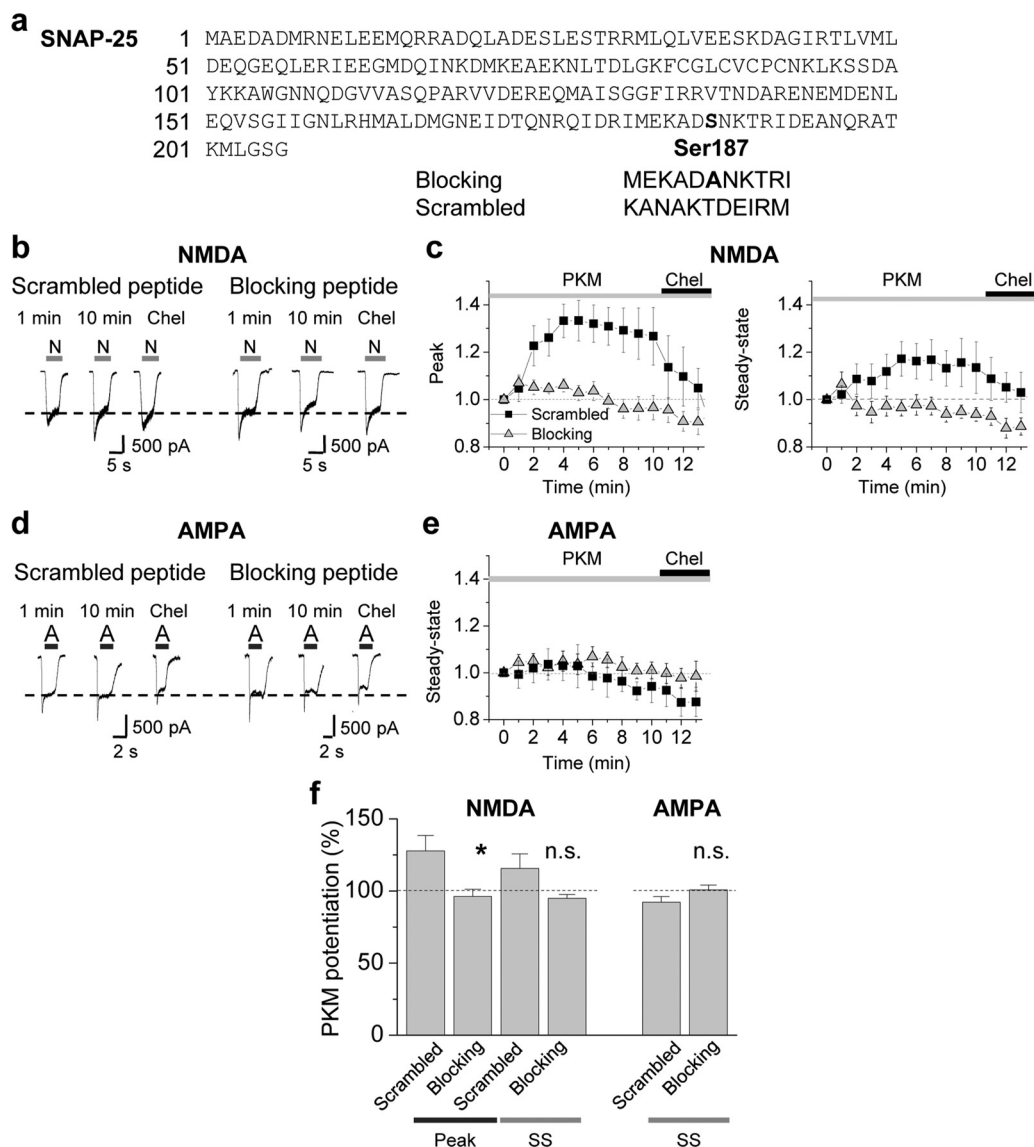 a
SNAP-25 1 MAEDADMRNELEEMQRRADQLADESLESTRRMLQLVEESKDAGIRTLVML
51 DEQGEQLERIEEGMDQINKDMKEAEKNLTDLGKFCGLCVCPCNKLKSSDA
101 YKKAWGNNQDGVVASQPARVVDEREQMAISGGFIRRVTNDARENEMDENL
151 EQVSGIIGNLRHMALDMGNEIDTQNRQIDRIMEKADSNKTRIDEANQRAT
201 KMLGSG
Ser187
Blocking MEKADANKTRI
Scrambled KANAKTDEIRM
b NMDA
Scrambled peptide Blocking peptide
1 min 10 min Chel 1 min 10 min Chel
N N N N N N
500 pA 500 pA
5 s 5 s
c NMDA
PKM Chel
Peak
1.4
1.2
1.0
0.8
Scrambled
Blocking
0 2 4 6 8 10 12
Time (min)
PKM Chel
Steady-state
1.4
1.2
1.0
0.8
0 2 4 6 8 10 12
Time (min)
d AMPA
Scrambled peptide Blocking peptide
1 min 10 min Chel 1 min 10 min Chel
A A A A A A
500 pA 500 pA
2 s 2 s
e AMPA
PKM Chel
Steady-state
1.4
1.2
1.0
0.8
0 2 4 6 8 10 12
Time (min)
f
NMDA AMPA
PKM potentiation (%)
150
100
50
0
* n.s. n.s.
Scrambled Blocking Scrambled Blocking Scrambled Blocking
Peak SS SS